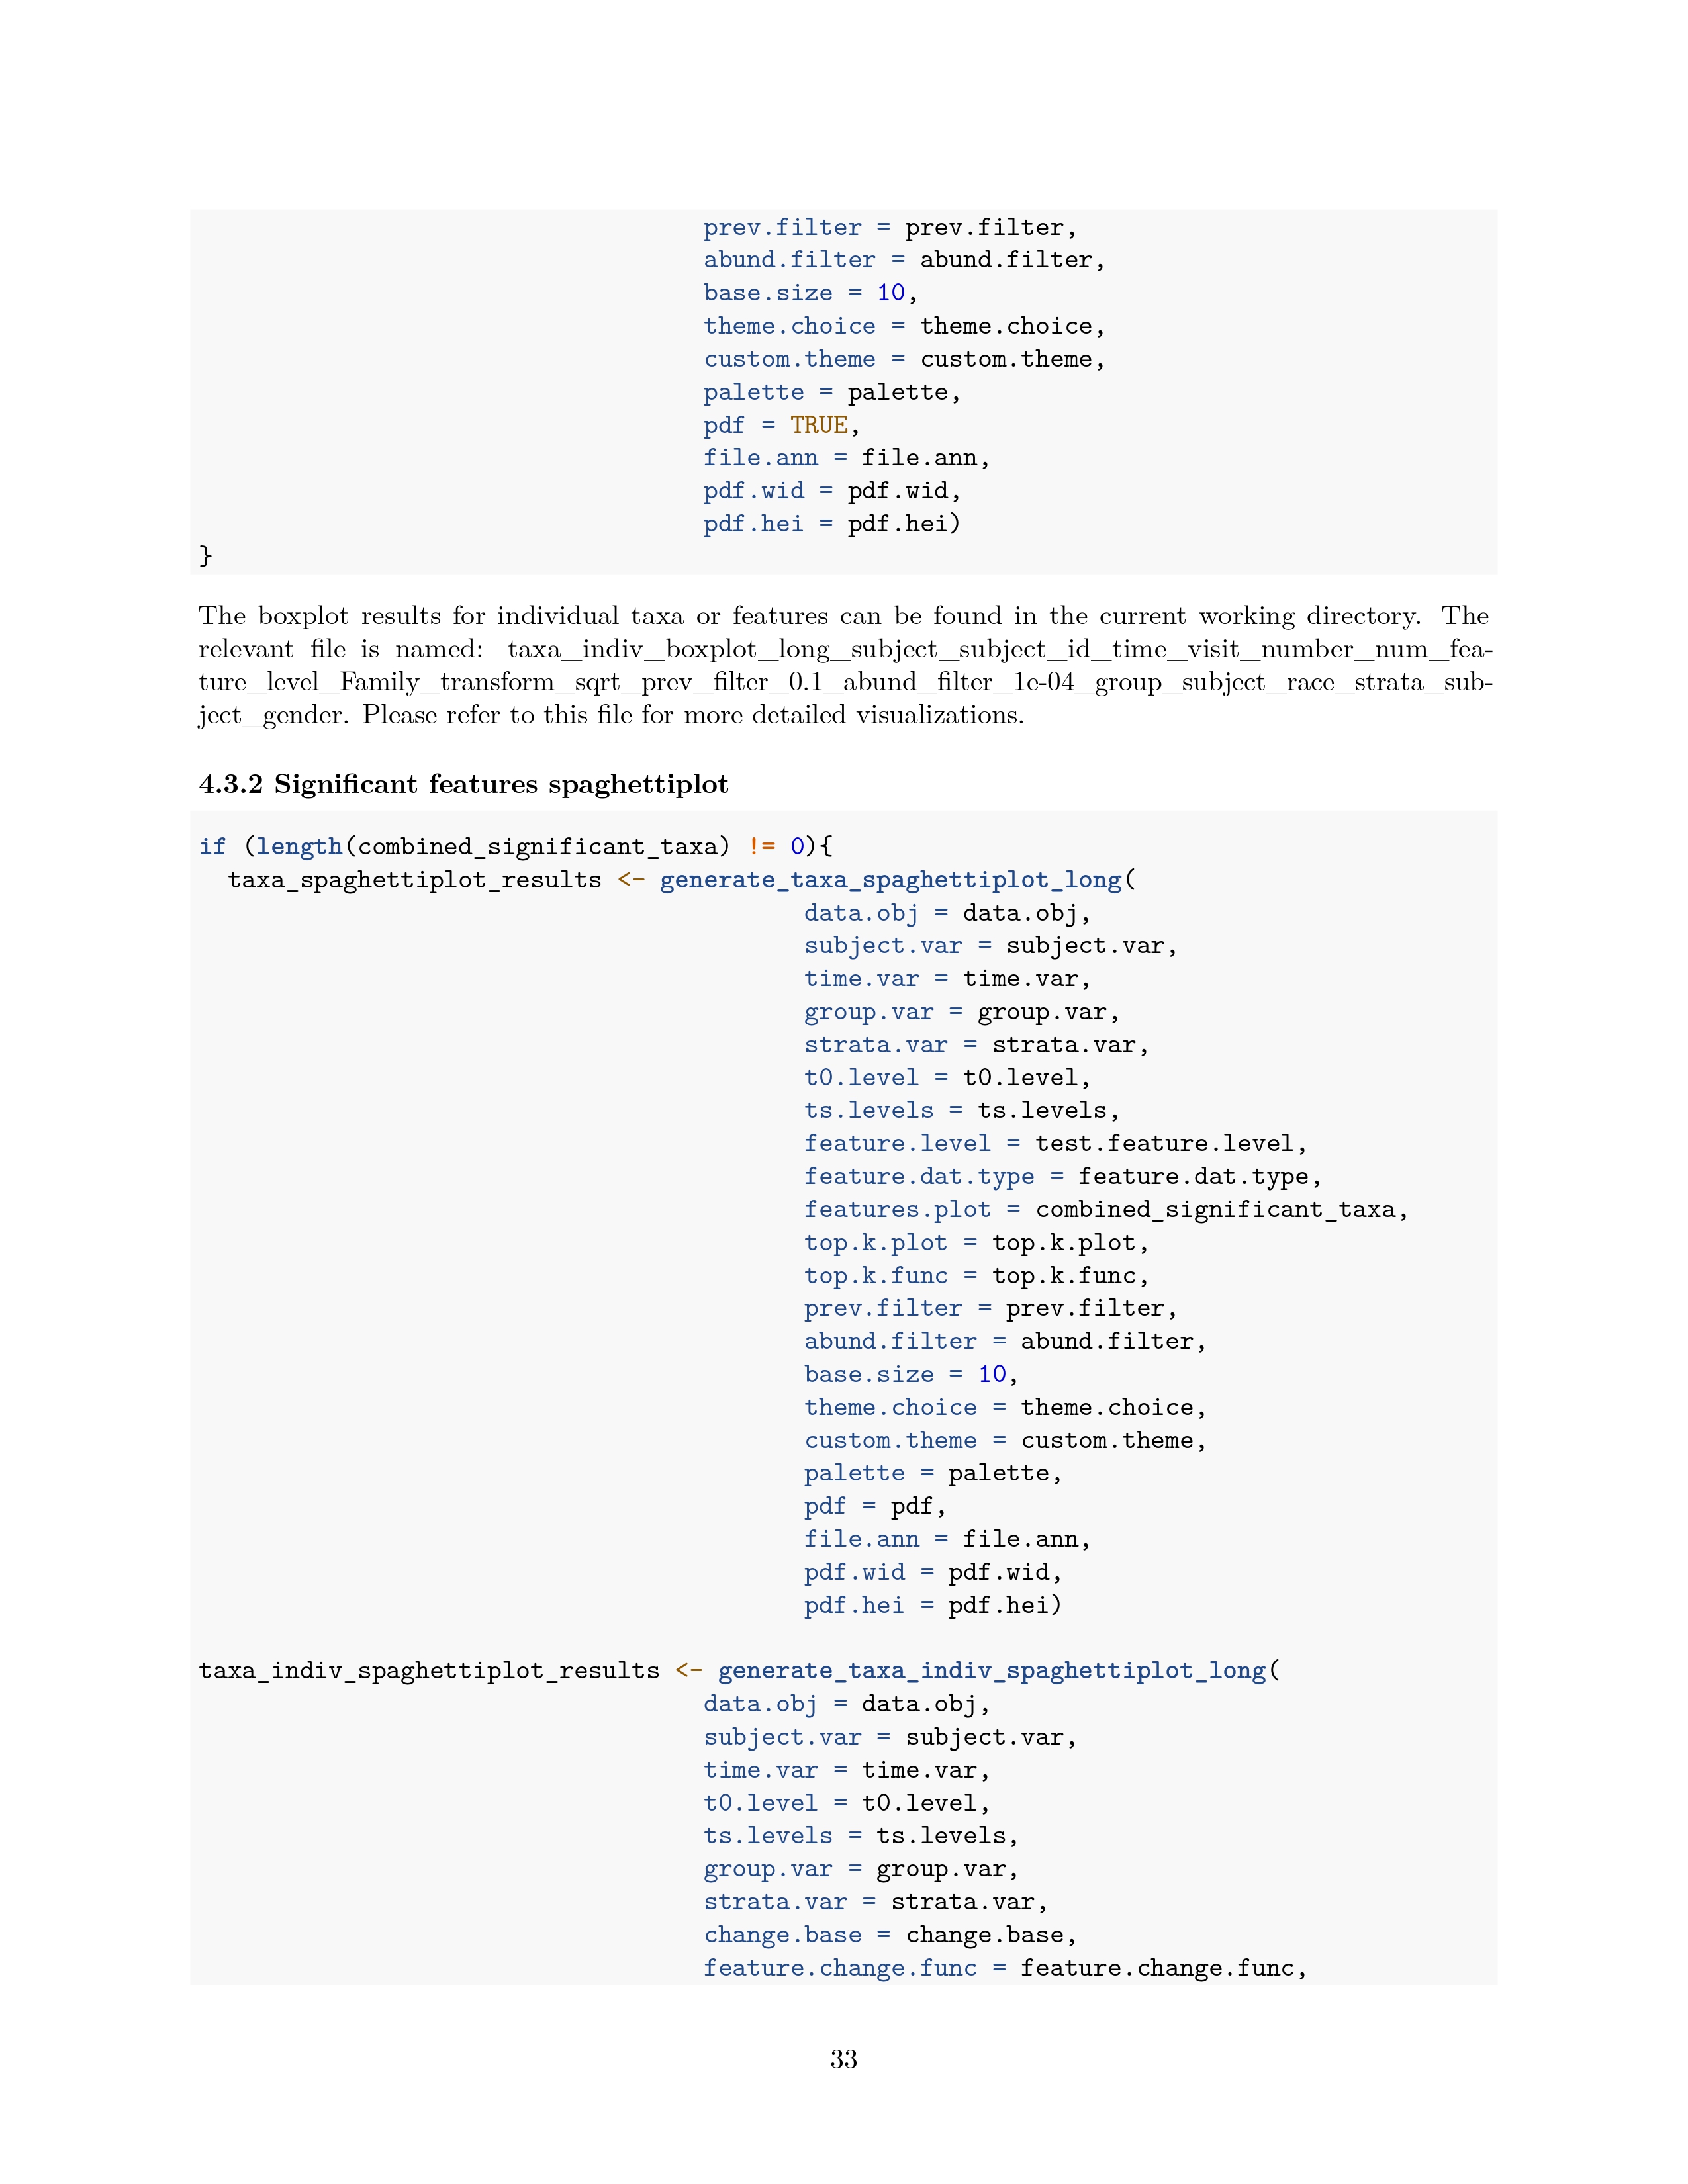 prev.filter = prev.filter,
abund.filter = abund.filter,
base.size = 10,
theme.choice = theme.choice,
custom.theme = custom.theme,
palette = palette,
pdf = TRUE,
file.ann = file.ann,
pdf.wid = pdf.wid,
pdf.hei = pdf.hei)
}
The boxplot results for individual taxa or features can be found in the current working directory. The
relevant file is named: taxa_indiv_boxplot_long_subject_subject_id_time_visit_number_num_fea-
ture_level_Family_transform_sqrt_prev_filter_0.1_abund_filter_1e-04_group_subject_race_strata_sub-
ject_gender. Please refer to this file for more detailed visualizations.
4.3.2 Significant features spaghettiplot
if (length(combined_significant_taxa) != 0){
taxa_spaghettiplot_results <- generate_taxa_spaghettiplot_long(
data.obj = data.obj,
subject.var = subject.var,
time.var = time.var,
group.var = group.var,
strata.var = strata.var,
t0.level = t0.level,
ts.levels = ts.levels,
feature.level = test.feature.level,
feature.dat.type = feature.dat.type,
features.plot = combined_significant_taxa,
top.k.plot = top.k.plot,
top.k.func = top.k.func,
prev.filter = prev.filter,
abund.filter = abund.filter,
base.size = 10,
theme.choice = theme.choice,
custom.theme = custom.theme,
palette = palette,
pdf = pdf,
file.ann = file.ann,
pdf.wid = pdf.wid,
pdf.hei = pdf.hei)
taxa_indiv_spaghettiplot_results <- generate_taxa_indiv_spaghettiplot_long(
data.obj = data.obj,
subject.var = subject.var,
time.var = time.var,
t0.level = t0.level,
ts.levels = ts.levels,
group.var = group.var,
strata.var = strata.var,
change.base = change.base,
feature.change.func = feature.change.func,
33